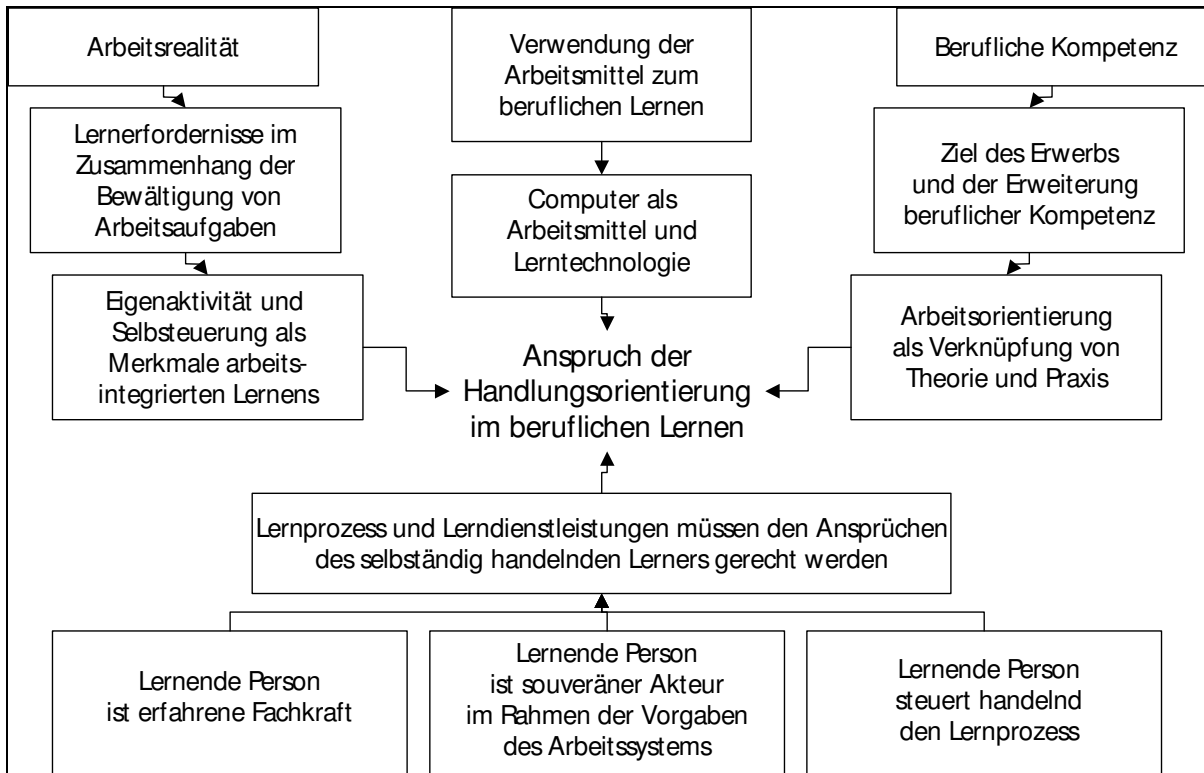 Arbeitsrealität
Verwendung der
Arbeitsmittel zum
beruflichen Lernen
Berufliche Kompetenz
Lernerfordernisse im
Zusammenhang der
Bewältigung von
Arbeitsaufgaben
Computer als
Arbeitsmittel und
Lerntechnologie
Ziel des Erwerbs
und der Erweiterung
beruflicher Kompetenz
Eigenaktivität und
Selbsteuerung als
Merkmale arbeits-
integrierten Lernens
Anspruch der
Handlungsorientierung
im beruflichen Lernen
Arbeitsorientierung
als Verknüpfung von
Theorie und Praxis
Lernprozess und Lerndienstleistungen müssen den Ansprüchen
des selbständig handelnden Lerners gerecht werden
Lernende Person
ist erfahrene Fachkraft
Lernende Person
ist souveräner Akteur
im Rahmen der Vorgaben
des Arbeitssystems
Lernende Person
steuert handelnd
den Lernprozess